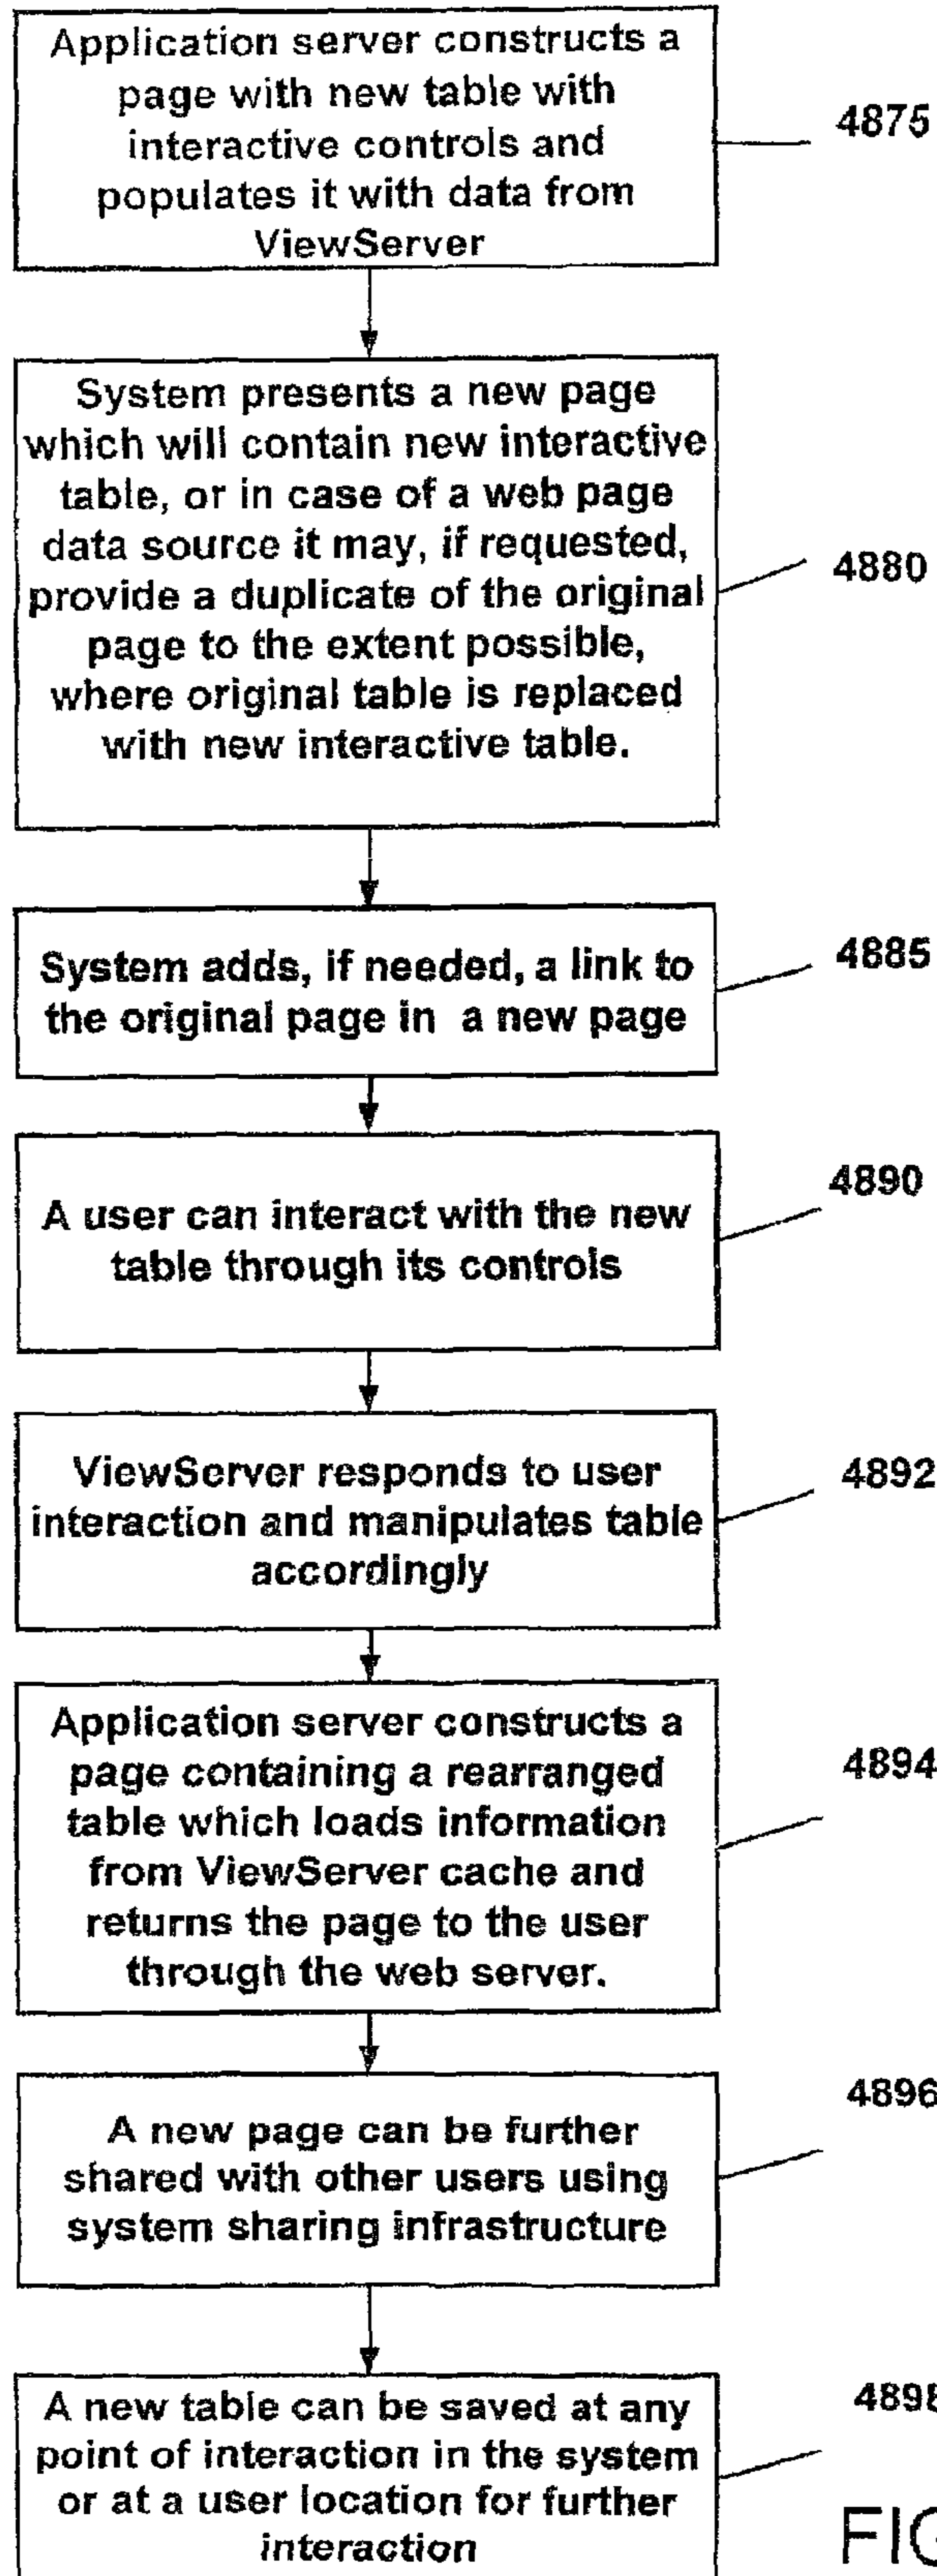 Application server constructs a
page with new table with
interactive controls and
populates it with data from
ViewServer
4875
System presents a new page
which will contain new interactive
table, or in case of a web page
data source it may, if requested,
provide a duplicate of the original
page to the extent possible,
where original table is replaced
with new interactive table.
4880
System adds, if needed, a link to
the original page in a new page
4885
A user can interact with the new
table through its controls
4890
ViewServer responds to user
interaction and manipulates table
accordingly
4892
Application server constructs a
page containing a rearranged
table which loads information
from ViewServer cache and
returns the page to the user
through the web server.
4894
A new page can be further
shared with other users using
system sharing infrastructure
4896
A new table can be saved at any
point of interaction in the system
or at a user location for further
interaction
4898
FIG